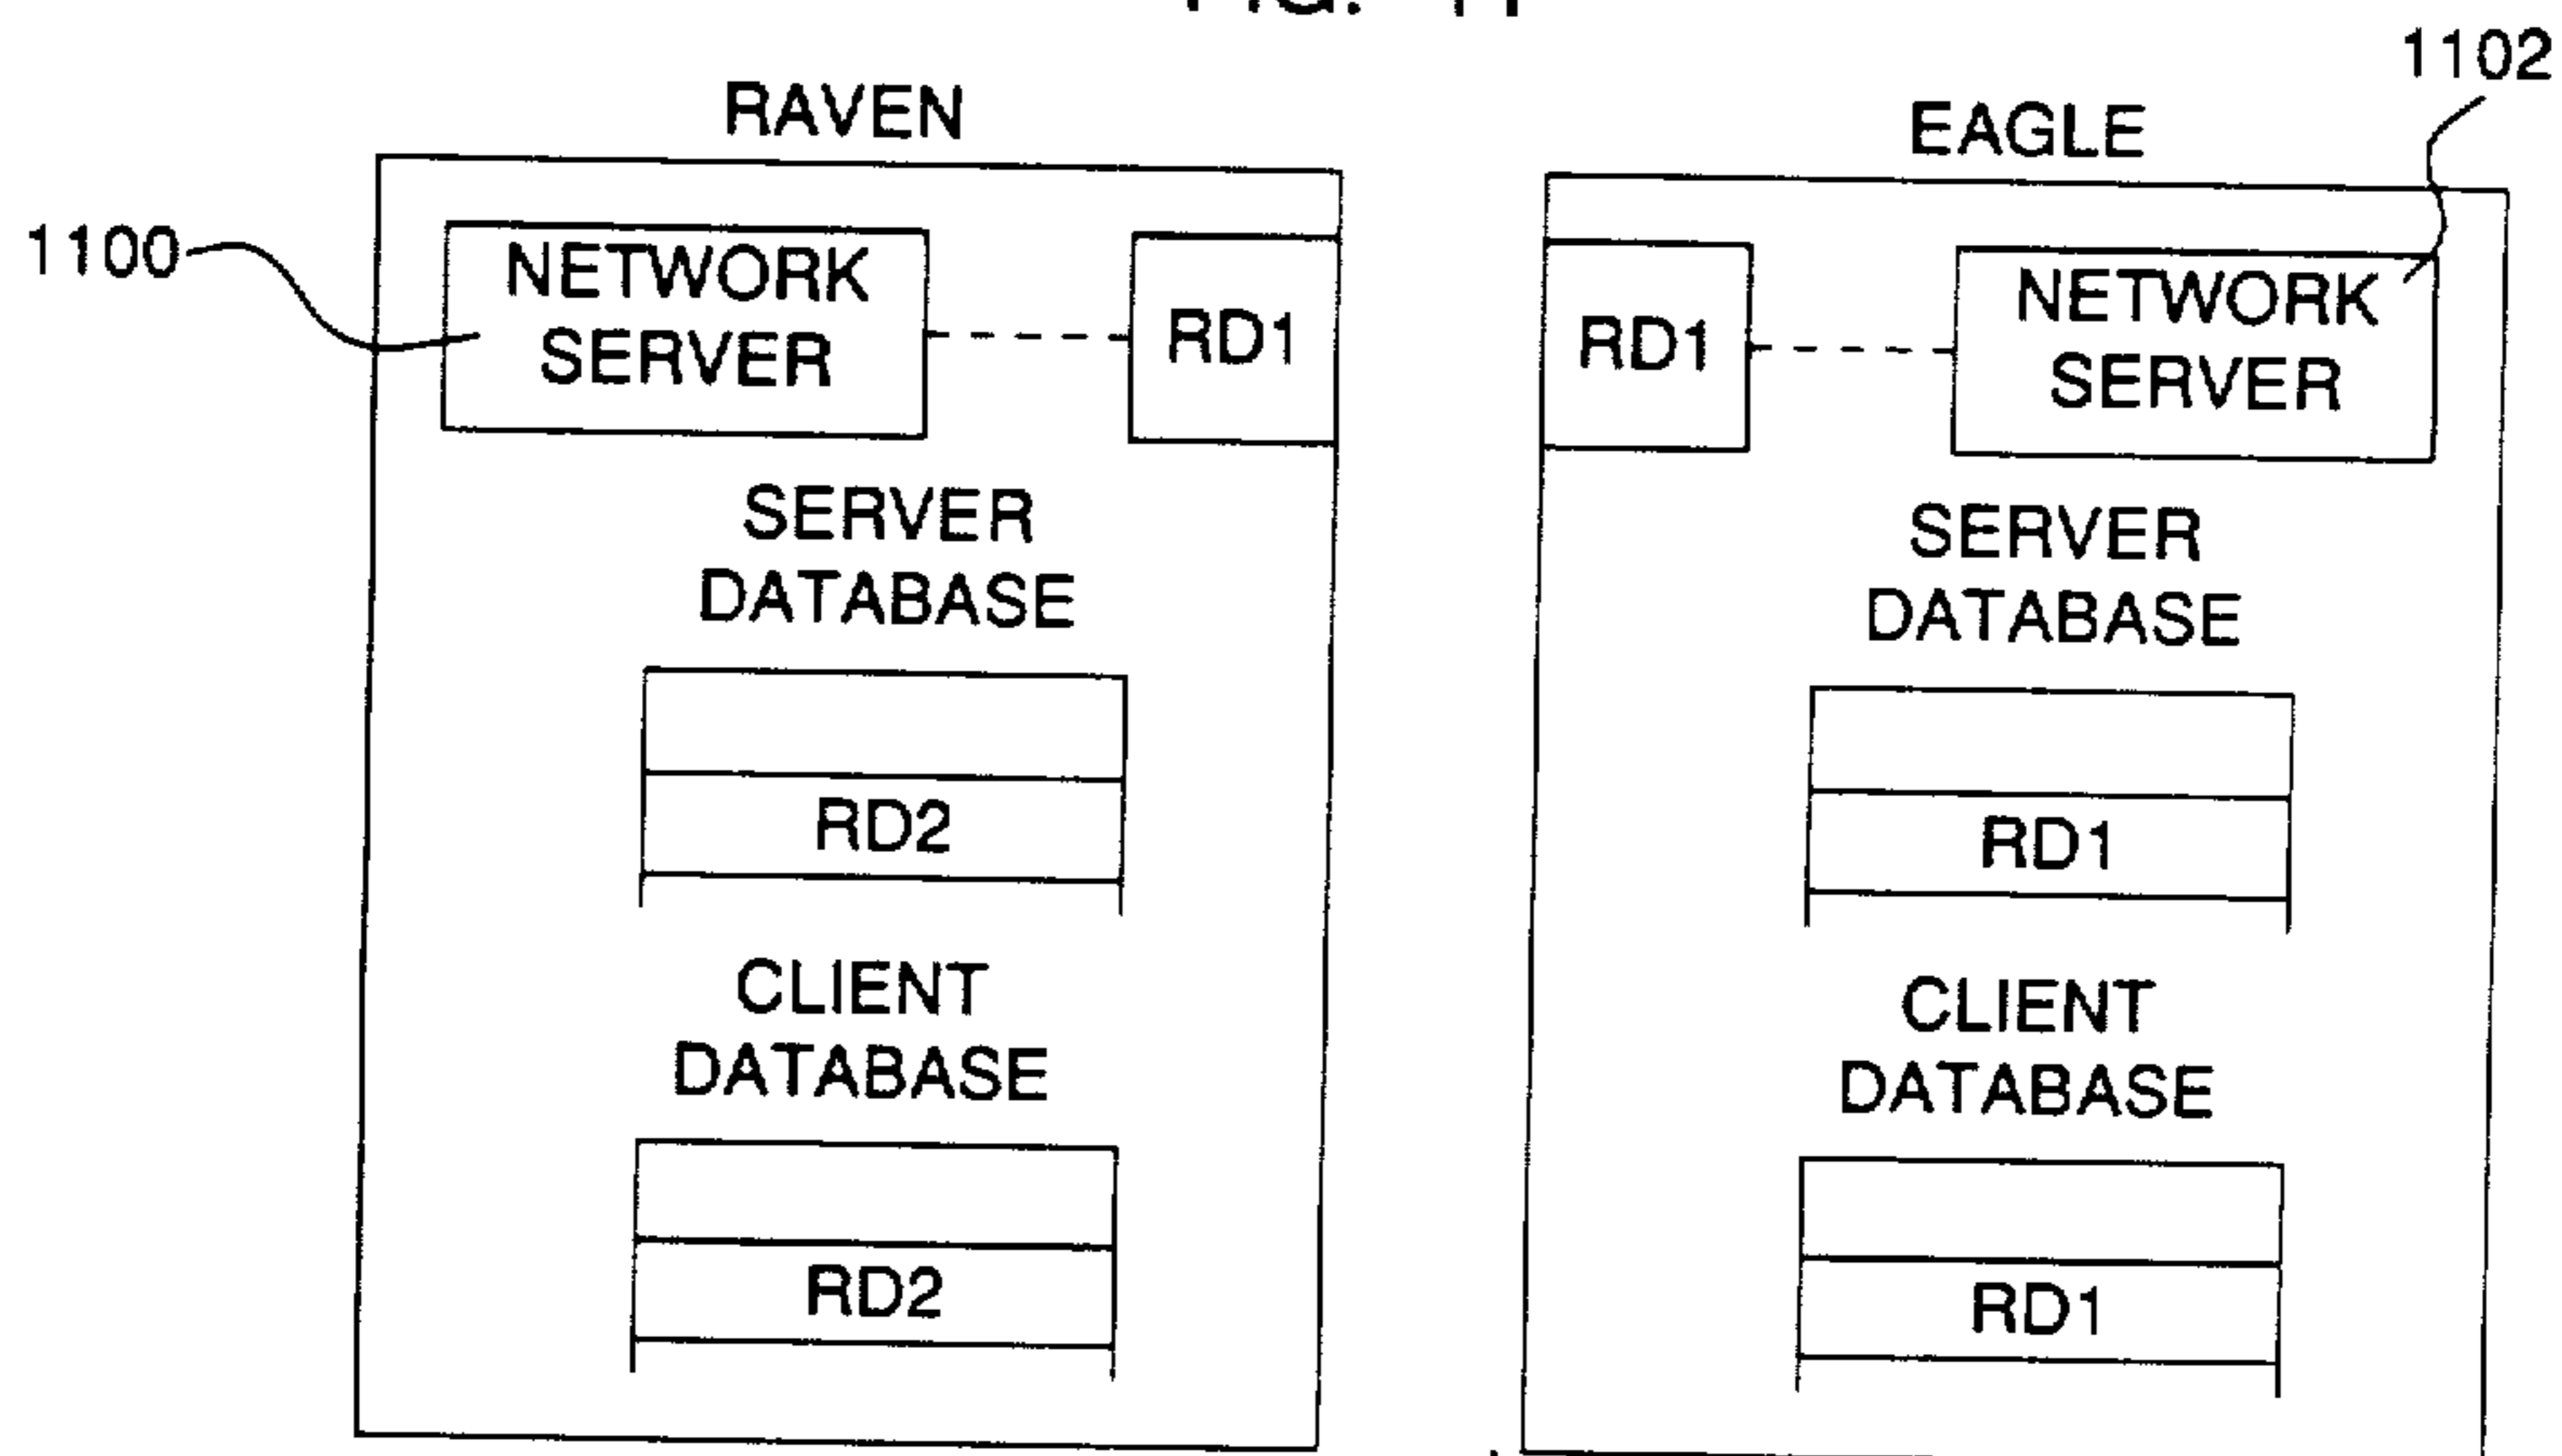 RAVEN
1100
NETWORK
SERVER
RD1
SERVER
DATABASE
RD2
CLIENT
DATABASE
RD2
EAGLE
1102
RD1
NETWORK
SERVER
SERVER
DATABASE
RD1
CLIENT
DATABASE
RD1